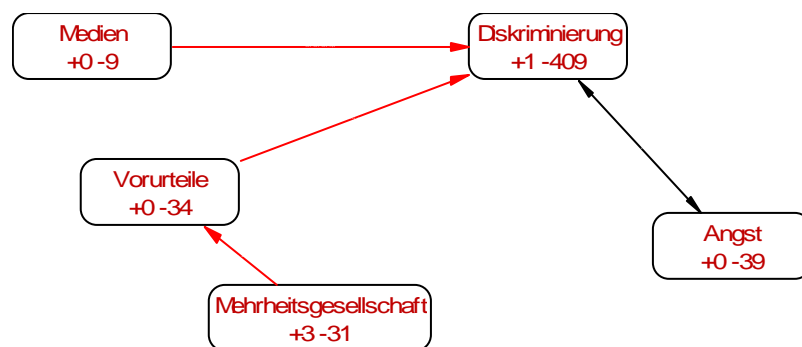 Medien
+0 -9
Diskriminierung
+1 -409
Vorurteile
+0 -34
Angst
+0 -39
Mehrheitsgesellschaft
+3 -31